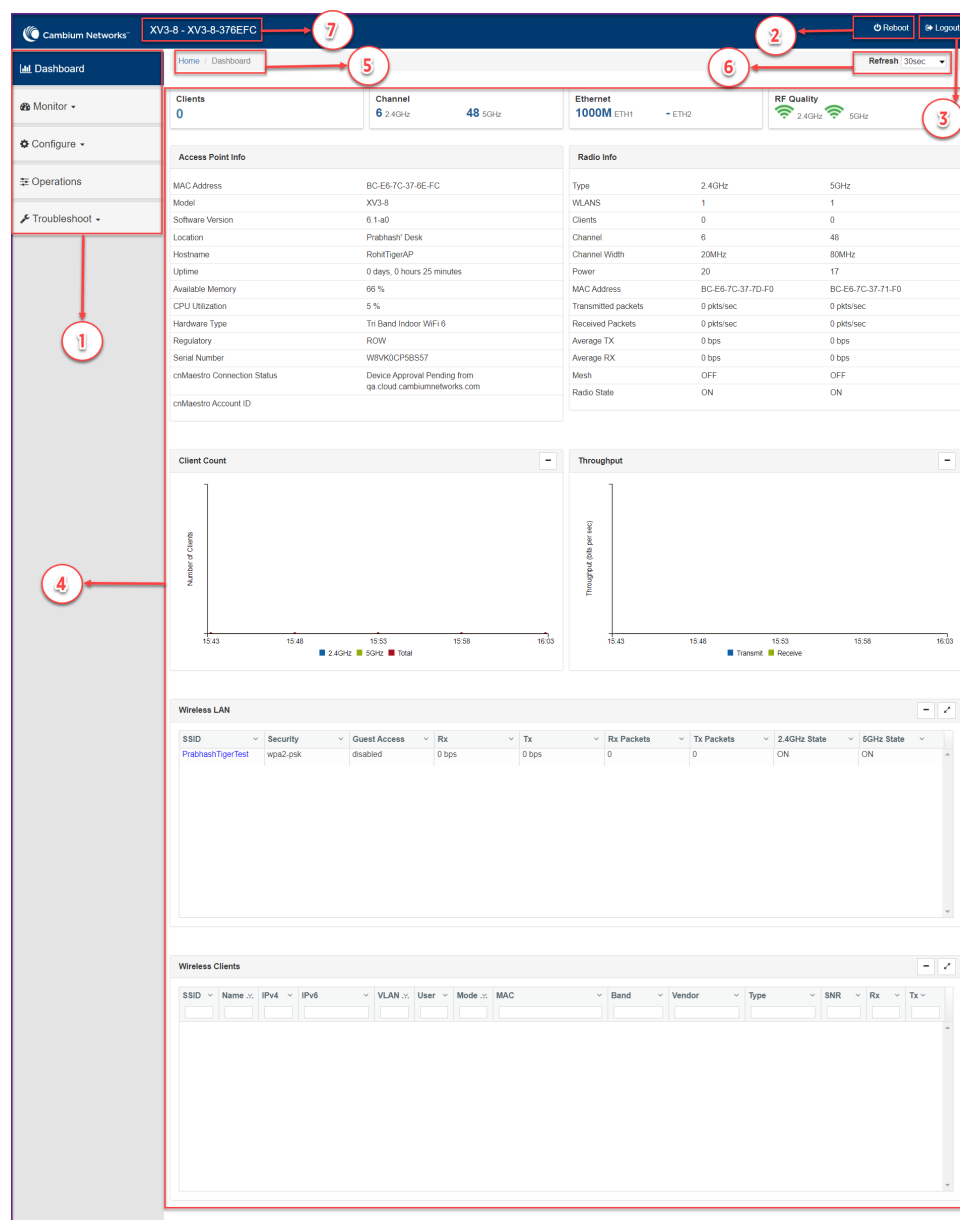 Cambium Networks™ XV3-8 - XV3-8-376EFC 7 2 Reboot Logout
Dashboard Home / Dashboard 5 6 Refresh 30sec
Monitor
Configure
Operations
Troubleshoot
1
4
Clients
0
Channel
6 2.4GHz 48 5GHz
Ethernet
1000M ETH1 - ETH2
RF Quality
2.4GHz 5GHz
3
Access Point Info
MAC Address BC-E6-7C-37-6E-FC
Model XV3-8
Software Version 6.1-a0
Location Prabhash' Desk
Hostname RohitTigerAP
Uptime 0 days, 0 hours 25 minutes
Available Memory 66 %
CPU Utilization 5 %
Hardware Type Tri Band Indoor WiFi 6
Regulatory ROW
Serial Number W8VK0CP5BS57
cnMaestro Connection Status Device Approval Pending from
qa.cloud.cambiumnetworks.com
cnMaestro Account ID
Radio Info
Type 2.4GHz 5GHz
WLANS 1 1
Clients 0 0
Channel 6 48
Channel Width 20MHz 80MHz
Power 20 17
MAC Address BC-E6-7C-37-7D-F0 BC-E6-7C-37-71-F0
Transmitted packets 0 pkts/sec 0 pkts/sec
Received Packets 0 pkts/sec 0 pkts/sec
Average TX 0 bps 0 bps
Average RX 0 bps 0 bps
Mesh OFF OFF
Radio State ON ON
Client Count
Number of Clients
15:43 15:48 15:53 15:58 16:03
2.4GHz 5GHz Total
Throughput
Throughput (bits per sec)
15:43 15:48 15:53 15:58 16:03
Transmit Receive
Wireless LAN
SSID Security Guest Access Rx Tx Rx Packets Tx Packets 2.4GHz State 5GHz State
PrabhashTigerTest wpa2-psk disabled 0 bps 0 bps 0 0 ON ON
Wireless Clients
SSID Name ... IPv4 IPv6 VLAN ... User Mode ... MAC Band Vendor Type SNR Rx Tx